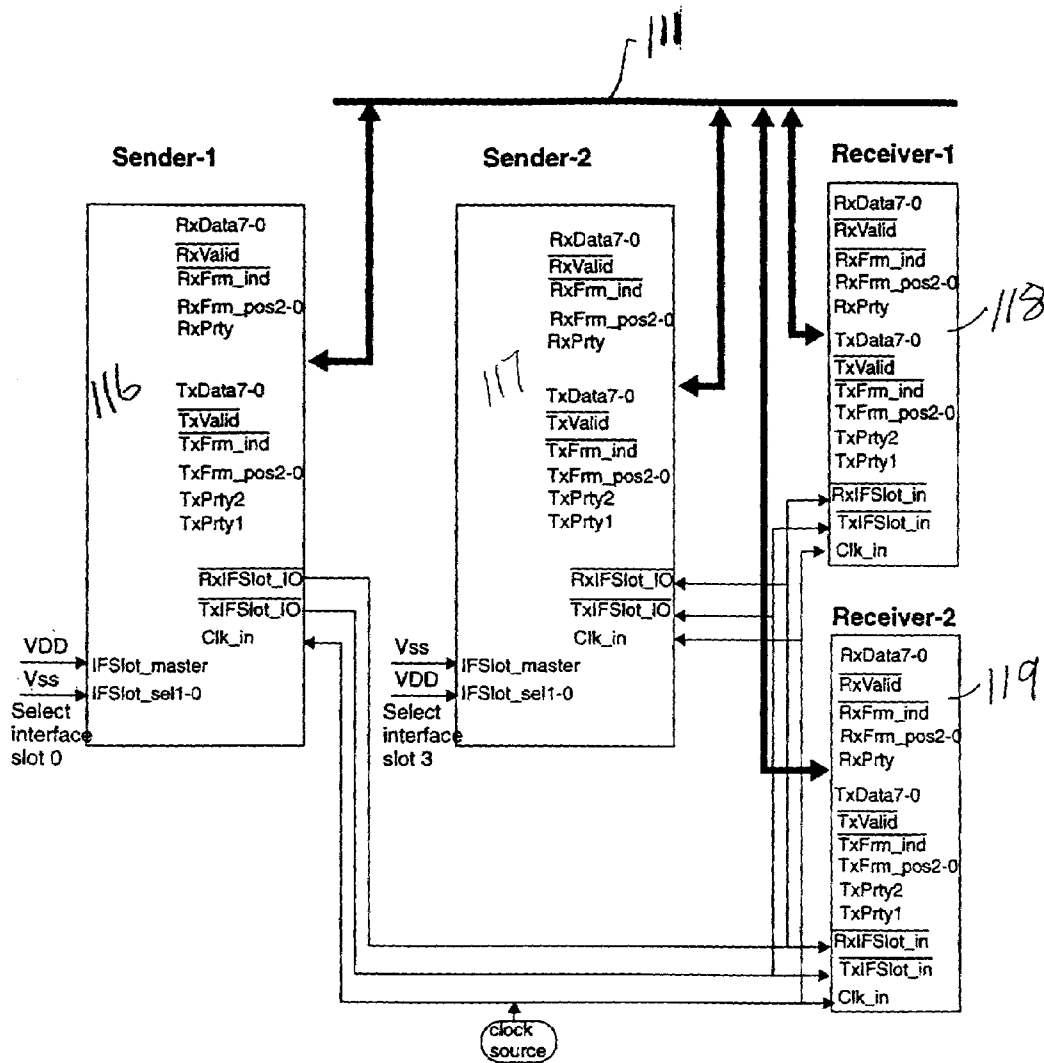 111
Sender-1
RxData7-0
RxValid
RxFrm_ind
RxFrm_pos2-0
RxPrty
116
TxData7-0
TxValid
TxFrm_ind
TxFrm_pos2-0
TxPrty2
TxPrty1
RxIFSlot_IO
TxIFSlot_IO
Clk_in
VDD
IFSlot_master
Vss
IFSlot_sel1-0
Select
interface
slot 0
Sender-2
RxData7-0
RxValid
RxFrm_ind
RxFrm_pos2-0
RxPrty
117
TxData7-0
TxValid
TxFrm_ind
TxFrm_pos2-0
TxPrty2
TxPrty1
RxIFSlot_IO
TxIFSlot_IO
Clk_in
Vss
IFSlot_master
VDD
IFSlot_sel1-0
Select
interface
slot 3
Receiver-1
RxData7-0
RxValid
RxFrm_ind
RxFrm_pos2-0
RxPrty
118
TxData7-0
TxValid
TxFrm_ind
TxFrm_pos2-0
TxPrty2
TxPrty1
RxIFSlot_in
TxIFSlot_in
Clk_in
Receiver-2
RxData7-0
RxValid
119
RxFrm_ind
RxFrm_pos2-0
RxPrty
TxData7-0
TxValid
TxFrm_ind
TxFrm_pos2-0
TxPrty2
TxPrty1
RxIFSlot_in
TxIFSlot_in
Clk_in
clock
source